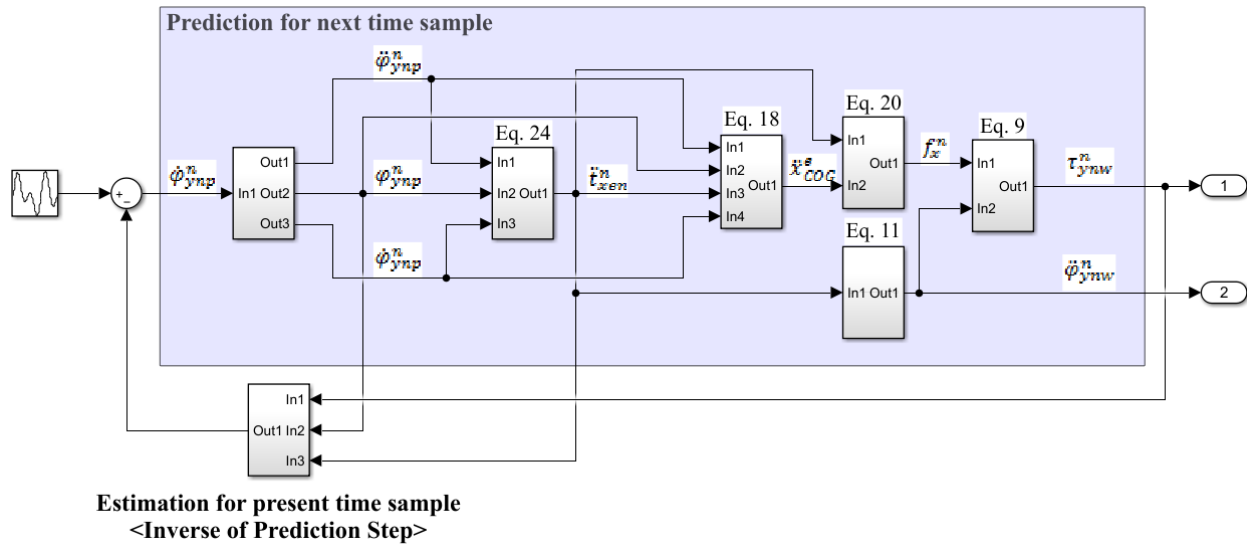 Prediction for next time sample
φ̈ⁿ_ynp
Eq. 24
Eq. 18
Eq. 20
Eq. 9
φ̇ⁿ_ynp
In1
Out1
Out2
Out3
φⁿ_ynp
φ̇ⁿ_ynp
In1
In2
In3
Out1
ẗⁿ_xen
In1
In2
In3
In4
Out1
ẍᵉ_COG
In1
In2
Out1
fⁿ_x
In1
In2
Out1
τⁿ_ynw
1
Eq. 11
In1 Out1
φ̈ⁿ_ynw
2
+
−
In1
Out1 In2
In3
Estimation for present time sample
<Inverse of Prediction Step>